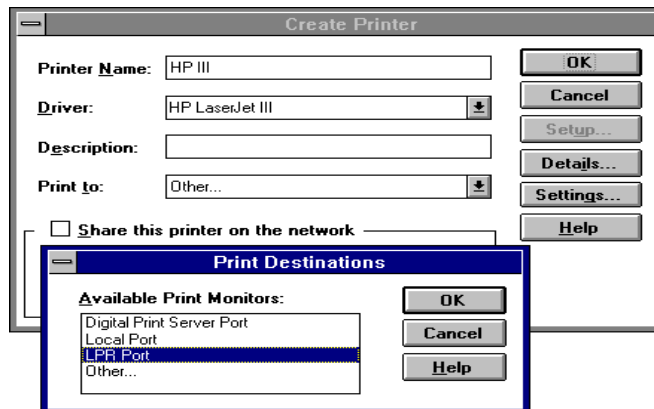 Create Printer
Printer Name: HP III
OK
Driver: HP LaserJet III
Cancel
Setup...
Description:
Details...
Print to: Other...
Settings...
Share this printer on the network
Help
Print Destinations
Available Print Monitors:
OK
Digital Print Server Port
Local Port
Cancel
LPR Port
Other...
Help